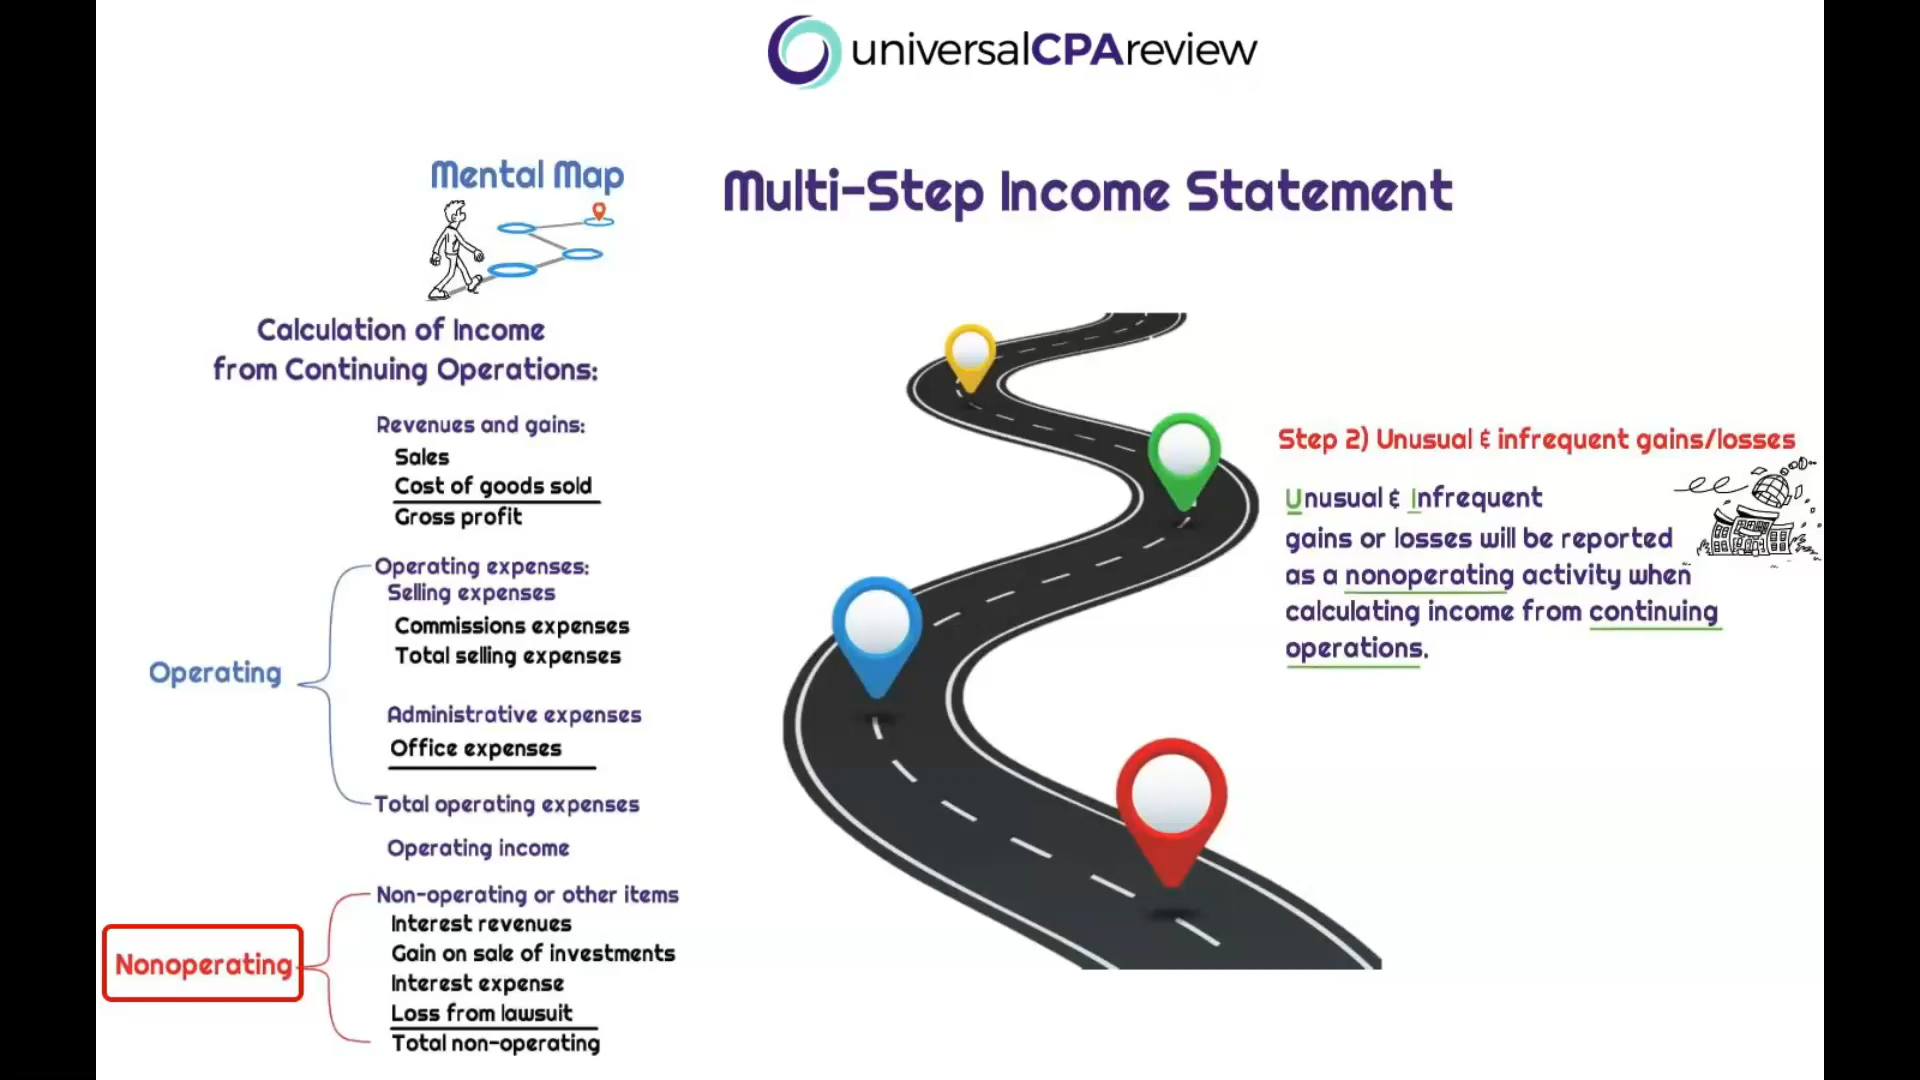 universalCPAreview
Mental Map
Multi-Step Income Statement
Calculation of Income
from Continuing Operations:
Revenues and gains:
Sales
Cost of goods sold
Gross profit
Operating expenses:
Selling expenses
Commissions expenses
Total selling expenses
Operating
Administrative expenses
Office expenses
Total operating expenses
Operating income
Non-operating or other items
Interest revenues
Gain on sale of investments
Nonoperating
Interest expense
Loss from lawsuit
Total non-operating
Step 2) Unusual & infrequent gains/losses
Unusual & Infrequent
gains or losses will be reported
as a nonoperating activity when
calculating income from continuing
operations.